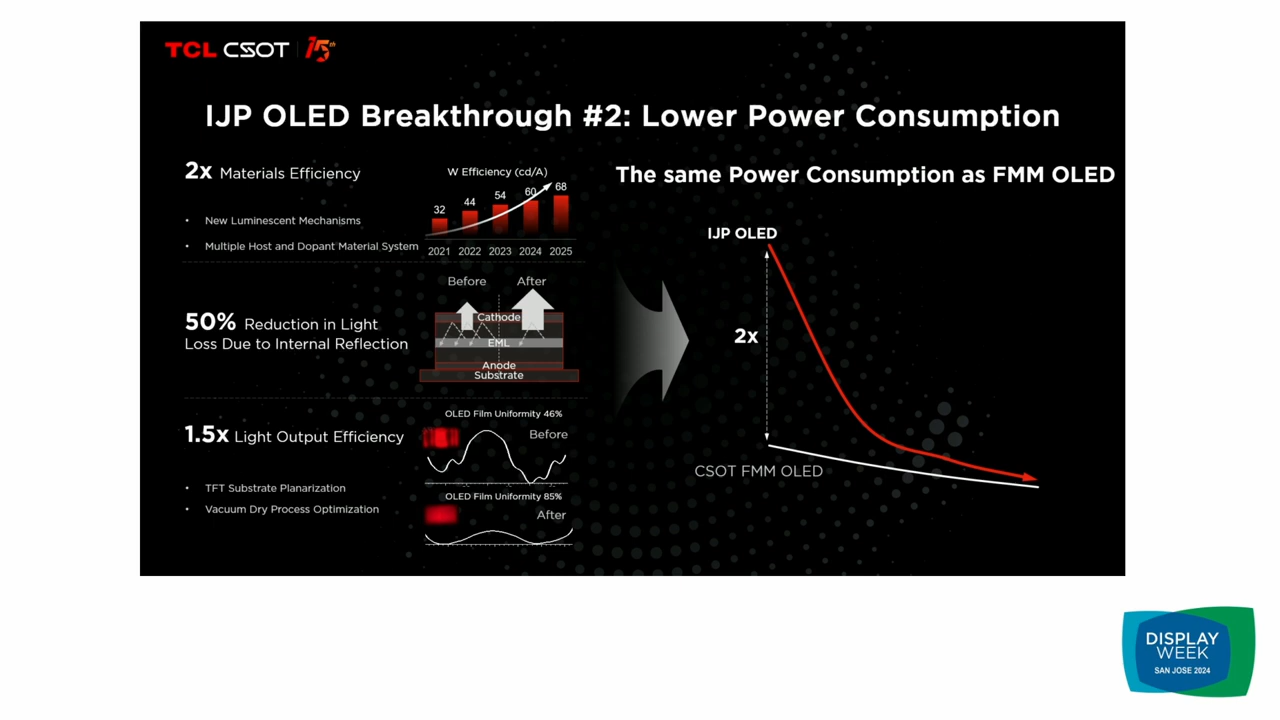 TCL CSOT 15th
IJP OLED Breakthrough #2: Lower Power Consumption
2x Materials Efficiency
• New Luminescent Mechanisms
• Multiple Host and Dopant Material System
W Efficiency (cd/A)
32 44 54 60 68
2021 2022 2023 2024 2025
50% Reduction in Light
Loss Due to Internal Reflection
Before After
Cathode
EML
Anode
Substrate
1.5x Light Output Efficiency
• TFT Substrate Planarization
• Vacuum Dry Process Optimization
OLED Film Uniformity 46%
Before
OLED Film Uniformity 85%
After
The same Power Consumption as FMM OLED
IJP OLED
2x
CSOT FMM OLED
DISPLAY
WEEK
SAN JOSE 2024